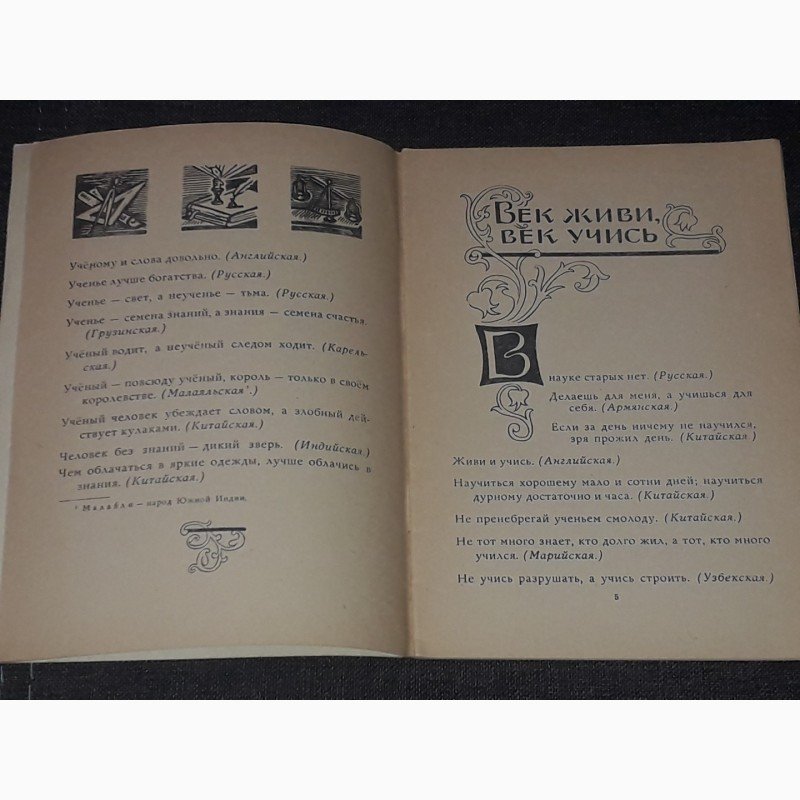 Учёному и слова довольно. (Английская.)
Ученье лучше богатства. (Русская.)
Ученье — свет, а неученье — тьма. (Русская.)
Ученье — семена знаний, а знания — семена счастья.
(Грузинская.)
Учёный водит, а неучёный следом ходит. (Карель-
ская.)
Учёный — повсюду учёный, король — только в своём
королевстве. (Малаяльская¹.)
Учёный человек убеждает словом, а злобный дей-
ствует кулаками. (Китайская.)
Человек без знаний — дикий зверь. (Индийская.)
Чем облачаться в яркие одежды, лучше облачись в
знания. (Китайская.)
¹ Малаяли — народ Южной Индии.
ВЕК ЖИВИ,
ВЕК УЧИСЬ
В
науке старых нет. (Русская.)
Делаешь для меня, а учишься для
себя. (Армянская.)
Если за день ничему не научился,
зря прожил день. (Китайская.)
Живи и учись. (Английская.)
Научиться хорошему мало и сотни дней; научиться
дурному достаточно и часа. (Китайская.)
Не пренебрегай ученьем смолоду. (Китайская.)
Не тот много знает, кто долго жил, а тот, кто много
учился. (Марийская.)
Не учись разрушать, а учись строить. (Узбекская.)
5